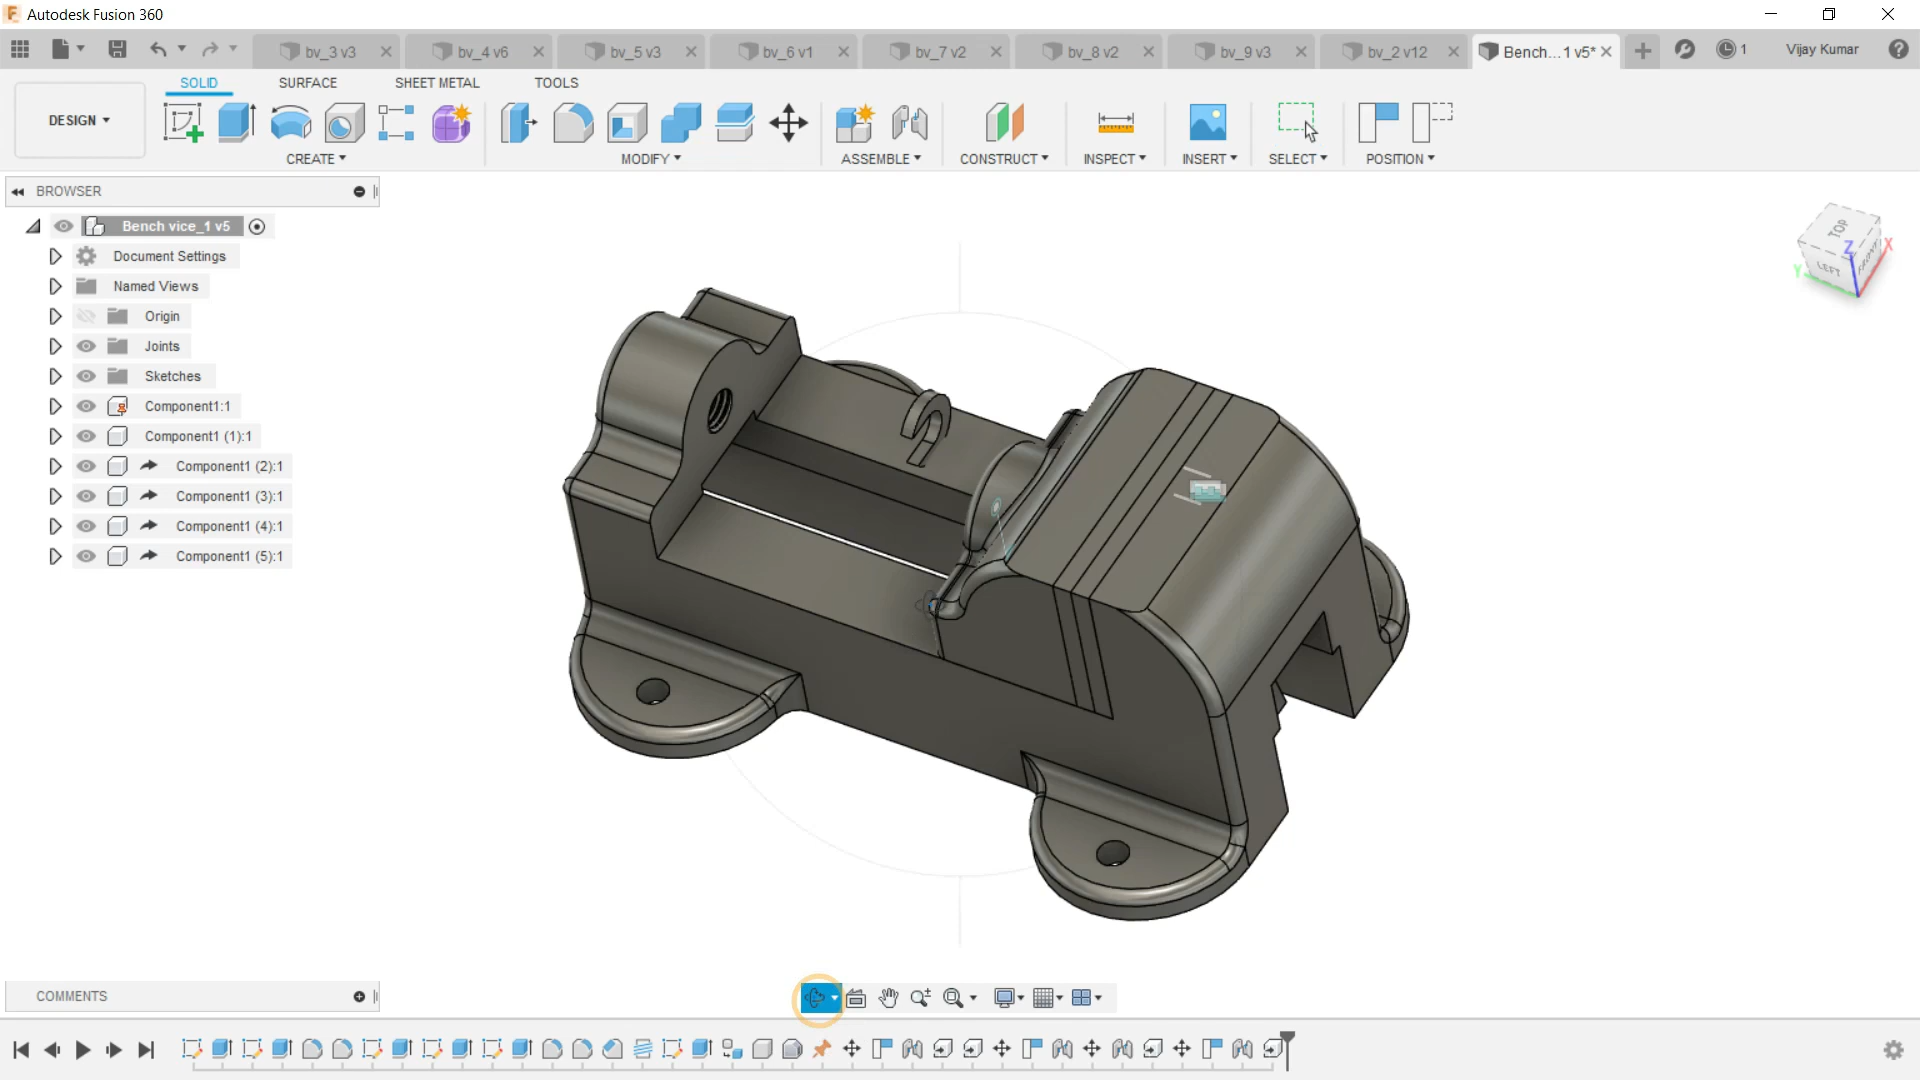 Autodesk Fusion 360
bv_3 v3
bv_4 v6
bv_5 v3
bv_6 v1
bv_7 v2
bv_8 v2
bv_9 v3
bv_2 v12
Bench...1 v5*
1
Vijay Kumar
SOLID
SURFACE
SHEET METAL
TOOLS
DESIGN
CREATE
MODIFY
ASSEMBLE
CONSTRUCT
INSPECT
INSERT
SELECT
POSITION
BROWSER
Bench vice_1 v5
Document Settings
Named Views
Origin
Joints
Sketches
Component1:1
Component1 (1):1
Component1 (2):1
Component1 (3):1
Component1 (4):1
Component1 (5):1
TOP
LEFT
FRONT
X
Y
Z
COMMENTS